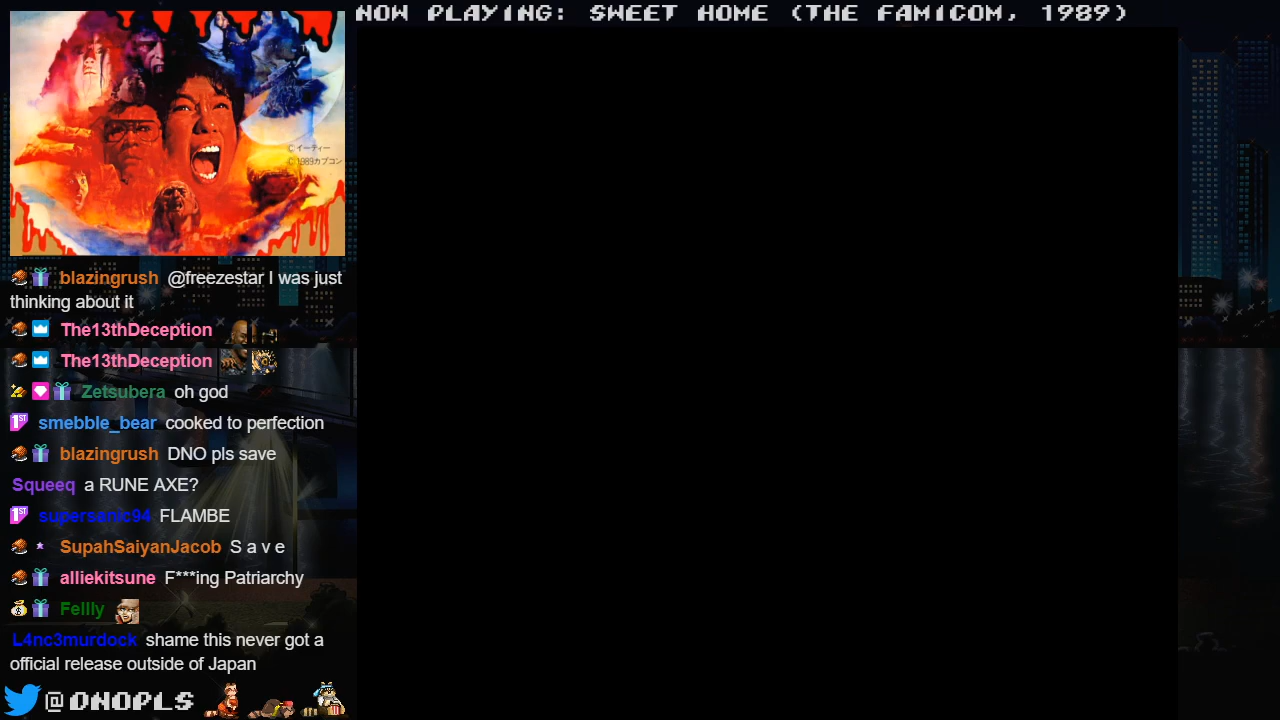 NOW PLAYING: SWEET HOME (THE FAMICOM, 1989)
© イーティー
© 1989カプコン
blazingrush @freezestar I was just
thinking about it
The13thDeception
The13thDeception
Zetsubera oh god
1ST smebble_bear cooked to perfection
blazingrush DNO pls save
Squeeq a RUNE AXE?
1ST supersonic94 FLAMBE
SupahSaiyanJacob S a v e
alliekitsune F***ing Patriarchy
Fellly
L4nc3murdock shame this never got a
official release outside of Japan
@DNOPLS